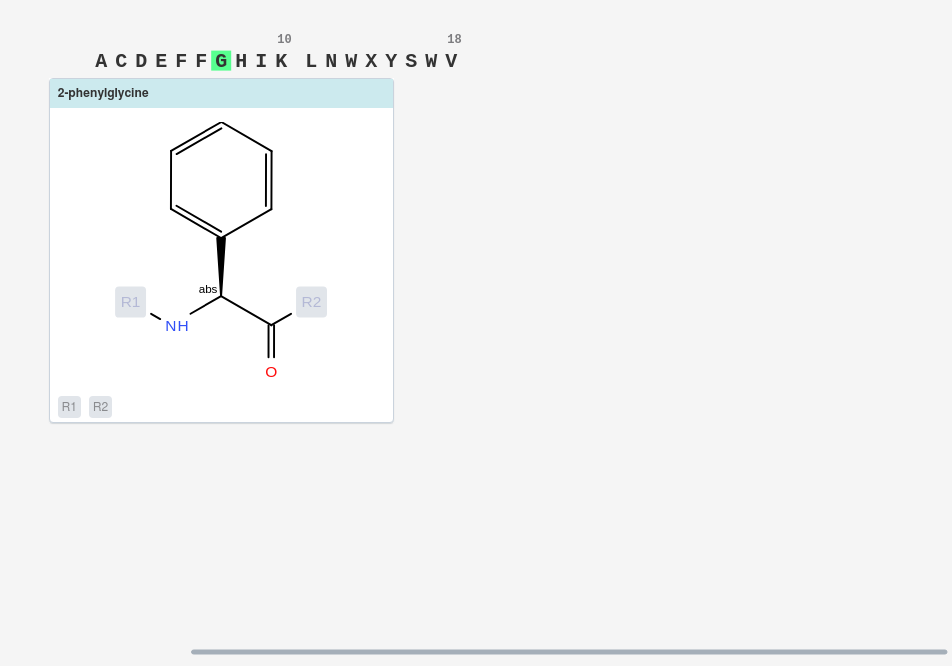 10 18
A C D E F F G H I K L N W X Y S W V
2-phenylglycine
abs
R1 R2
NH
O
R1 R2